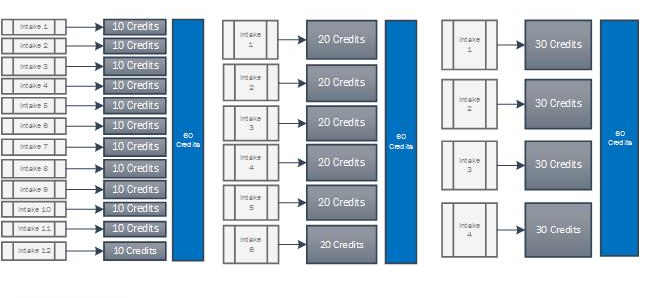 Intake 1
10 Credits
Intake 2
10 Credits
Intake 3
10 Credits
Intake 4
10 Credits
Intake 5
10 Credits
Intake 6
10 Credits
Intake 7
10 Credits
Intake 8
10 Credits
Intake 9
10 Credits
Intake 10
10 Credits
Intake 11
10 Credits
Intake 12
10 Credits
60
Credits
Intake
1
20 Credits
Intake
2
20 Credits
Intake
3
20 Credits
Intake
4
20 Credits
Intake
5
20 Credits
Intake
6
20 Credits
60
Credits
Intake
1
30 Credits
Intake
2
30 Credits
Intake
3
30 Credits
Intake
4
30 Credits
60
Credits